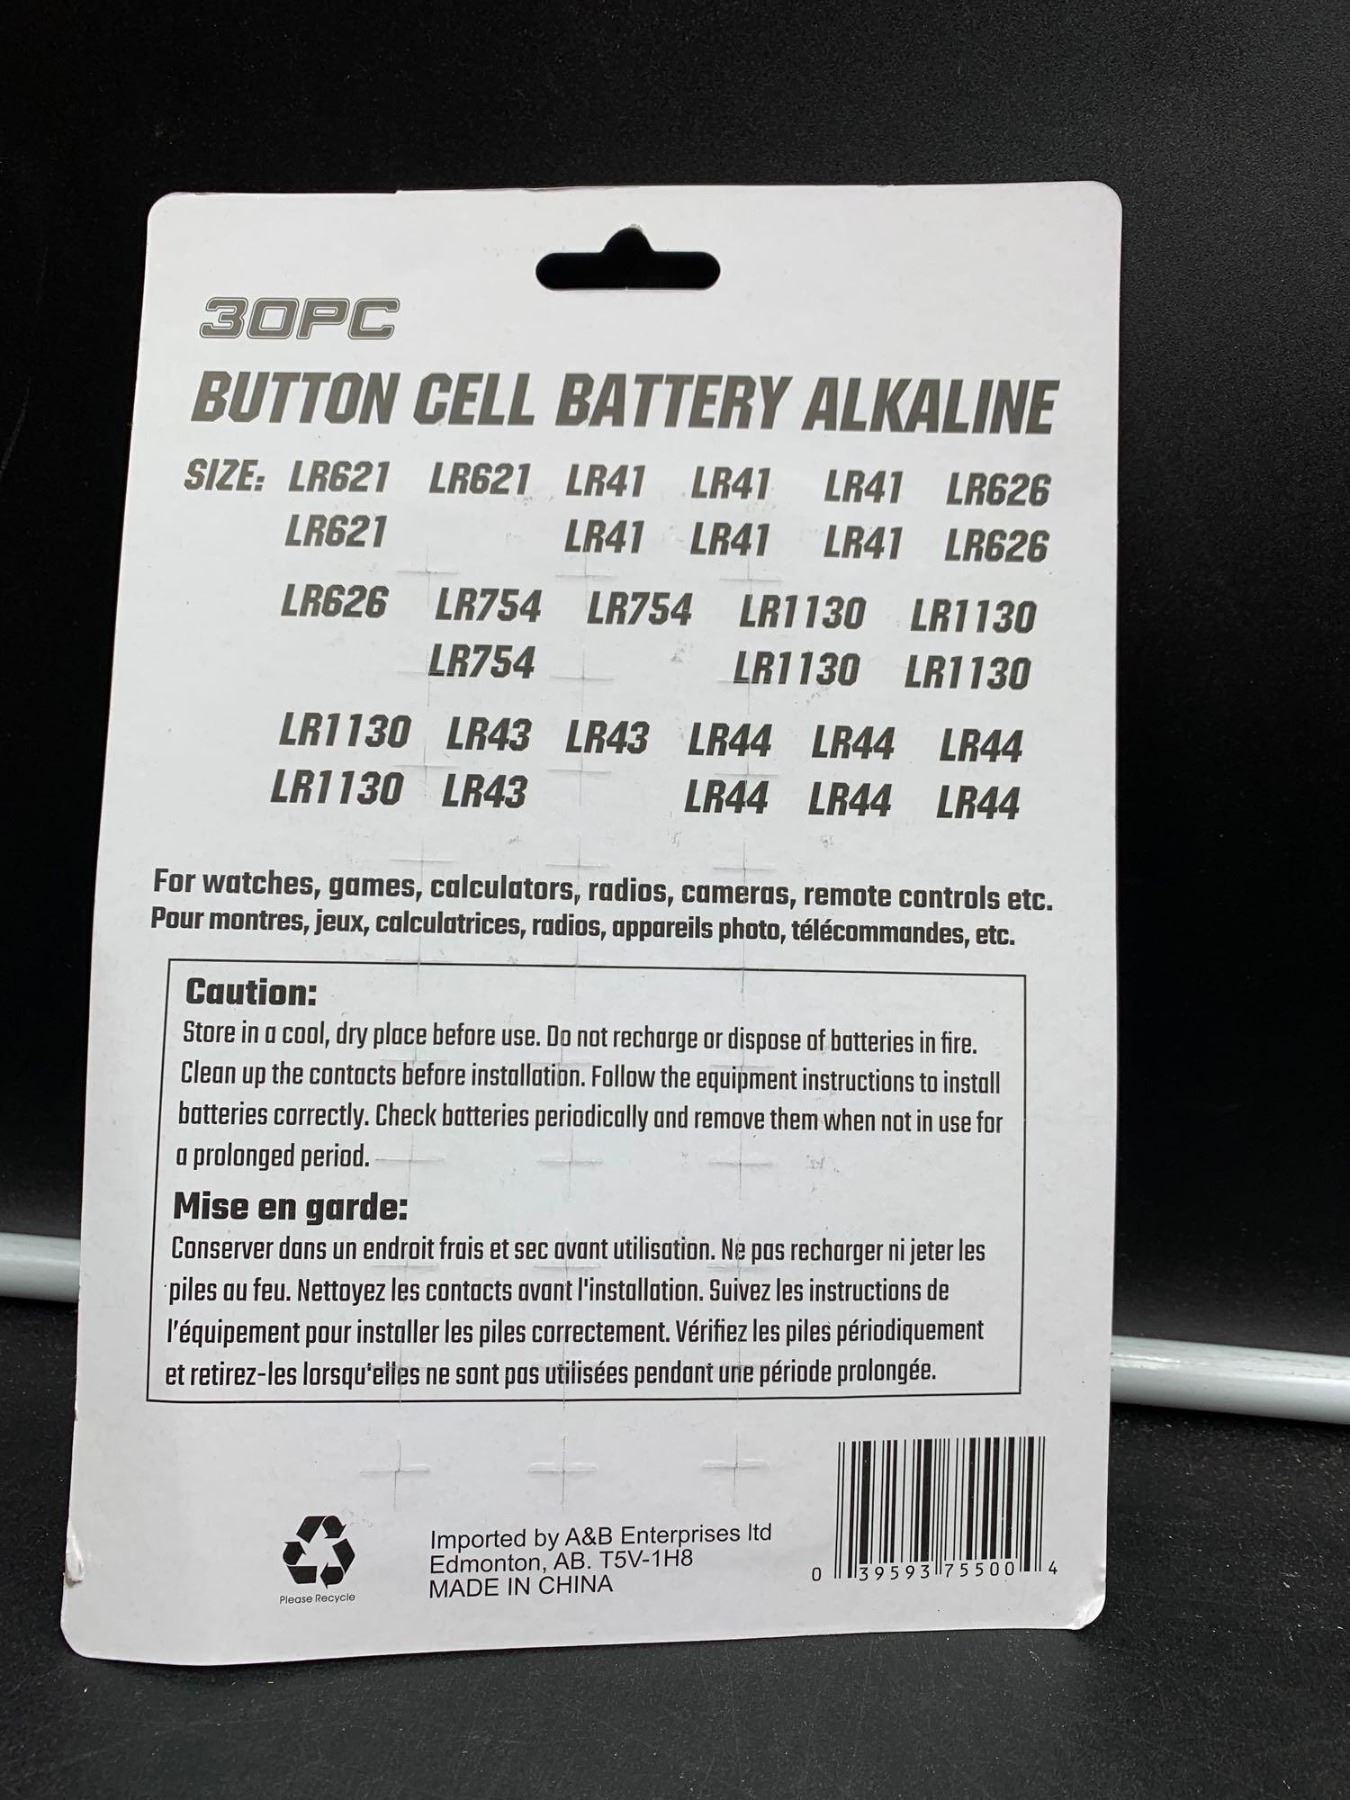 30PC
BUTTON CELL BATTERY ALKALINE
SIZE: LR621 LR621 LR41 LR41 LR41 LR626
LR621 LR41 LR41 LR41 LR626
LR626 LR754 LR754 LR1130 LR1130
LR754 LR1130 LR1130
LR1130 LR43 LR43 LR44 LR44 LR44
LR1130 LR43 LR44 LR44 LR44
For watches, games, calculators, radios, cameras, remote controls etc.
Pour montres, jeux, calculatrices, radios, appareils photo, télécommandes, etc.
Caution:
Store in a cool, dry place before use. Do not recharge or dispose of batteries in fire.
Clean up the contacts before installation. Follow the equipment instructions to install
batteries correctly. Check batteries periodically and remove them when not in use for
a prolonged period.
Mise en garde:
Conserver dans un endroit frais et sec avant utilisation. Ne pas recharger ni jeter les
piles au feu. Nettoyez les contacts avant l'installation. Suivez les instructions de
l'équipement pour installer les piles correctement. Vérifiez les piles périodiquement
et retirez-les lorsqu'elles ne sont pas utilisées pendant une période prolongée.
Please Recycle
Imported by A&B Enterprises ltd
Edmonton, AB. T5V-1H8
MADE IN CHINA
0 39593 75500 4